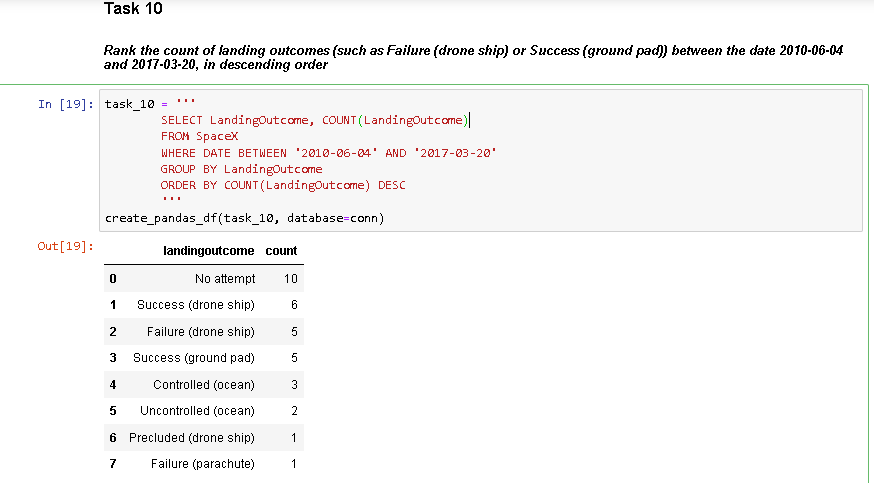 Task 10
Rank the count of landing outcomes (such as Failure (drone ship) or Success (ground pad)) between the date 2010-06-04
and 2017-03-20, in descending order
In [19]: task_10 = '''
SELECT LandingOutcome, COUNT(LandingOutcome)
FROM SpaceX
WHERE DATE BETWEEN '2010-06-04' AND '2017-03-20'
GROUP BY LandingOutcome
ORDER BY COUNT(LandingOutcome) DESC
'''
create_pandas_df(task_10, database=conn)
Out[19]:
landingoutcome count
0 No attempt 10
1 Success (drone ship) 6
2 Failure (drone ship) 5
3 Success (ground pad) 5
4 Controlled (ocean) 3
5 Uncontrolled (ocean) 2
6 Precluded (drone ship) 1
7 Failure (parachute) 1